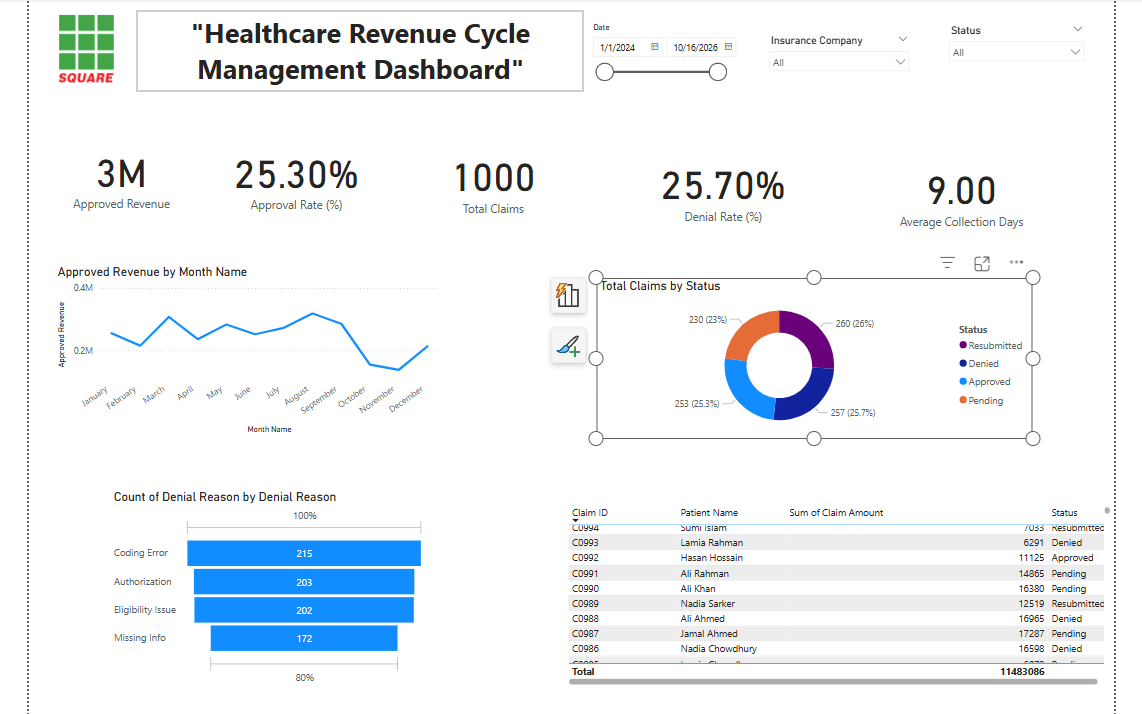 SQUARE
"Healthcare Revenue Cycle
Management Dashboard"
Date
1/1/2024
10/16/2026
Insurance Company
All
Status
All
3M
Approved Revenue
25.30%
Approval Rate (%)
1000
Total Claims
25.70%
Denial Rate (%)
9.00
Average Collection Days
Approved Revenue by Month Name
0.4M
0.2M
Approved Revenue
January
February
March
April
May
June
July
August
September
October
November
December
Month Name
Total Claims by Status
230 (23%)
260 (26%)
253 (25.3%)
257 (25.7%)
Status
Resubmitted
Denied
Approved
Pending
Count of Denial Reason by Denial Reason
100%
Coding Error 215
Authorization 203
Eligibility Issue 202
Missing Info 172
80%
Claim ID Patient Name Sum of Claim Amount Status
C0994 Sumi Islam 7033 Resubmitted
C0993 Lamia Rahman 6291 Denied
C0992 Hasan Hossain 11125 Approved
C0991 Ali Rahman 14865 Pending
C0990 Ali Khan 16380 Pending
C0989 Nadia Sarker 12519 Resubmitted
C0988 Ali Ahmed 16965 Denied
C0987 Jamal Ahmed 17287 Pending
C0986 Nadia Chowdhury 16598 Denied
Total 11483086